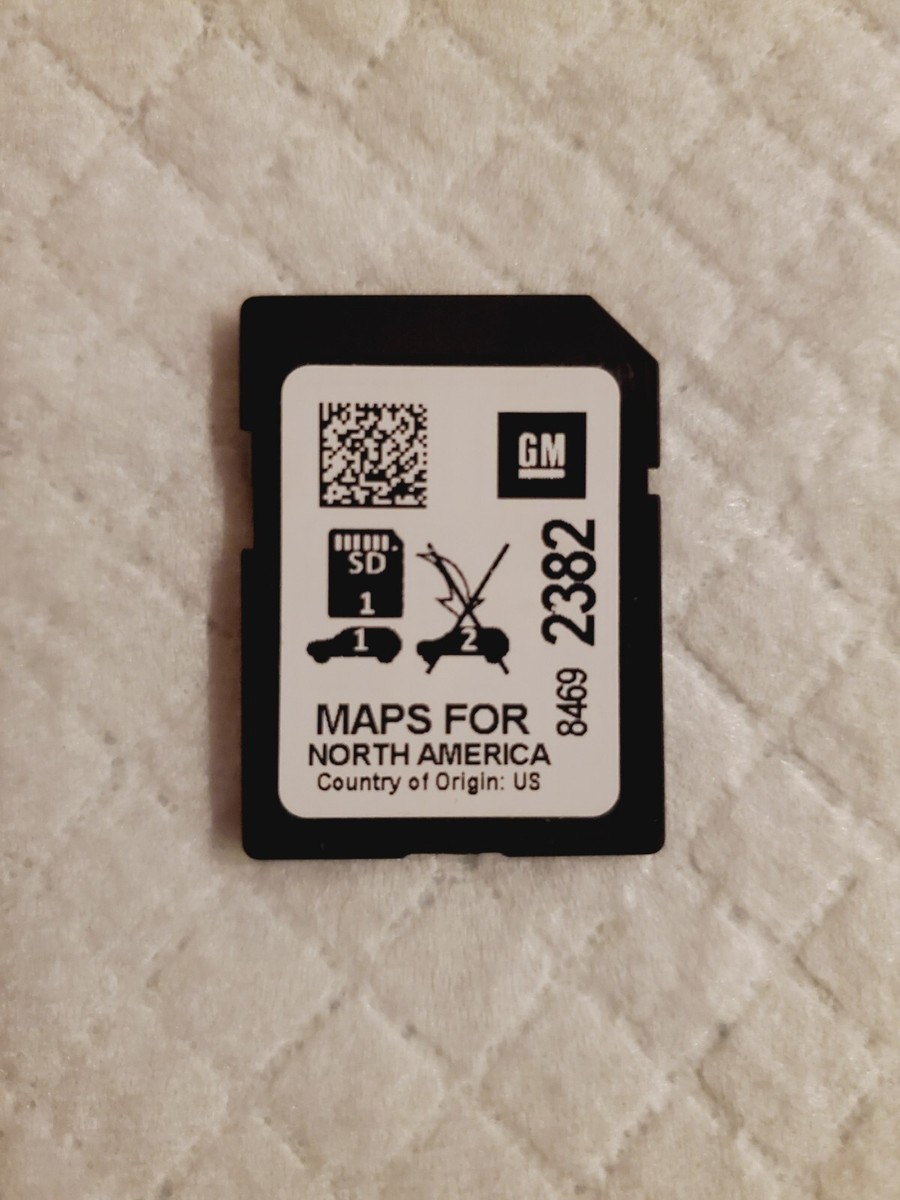 GM
SD
1
1
2
8469 2382
MAPS FOR
NORTH AMERICA
Country of Origin: US